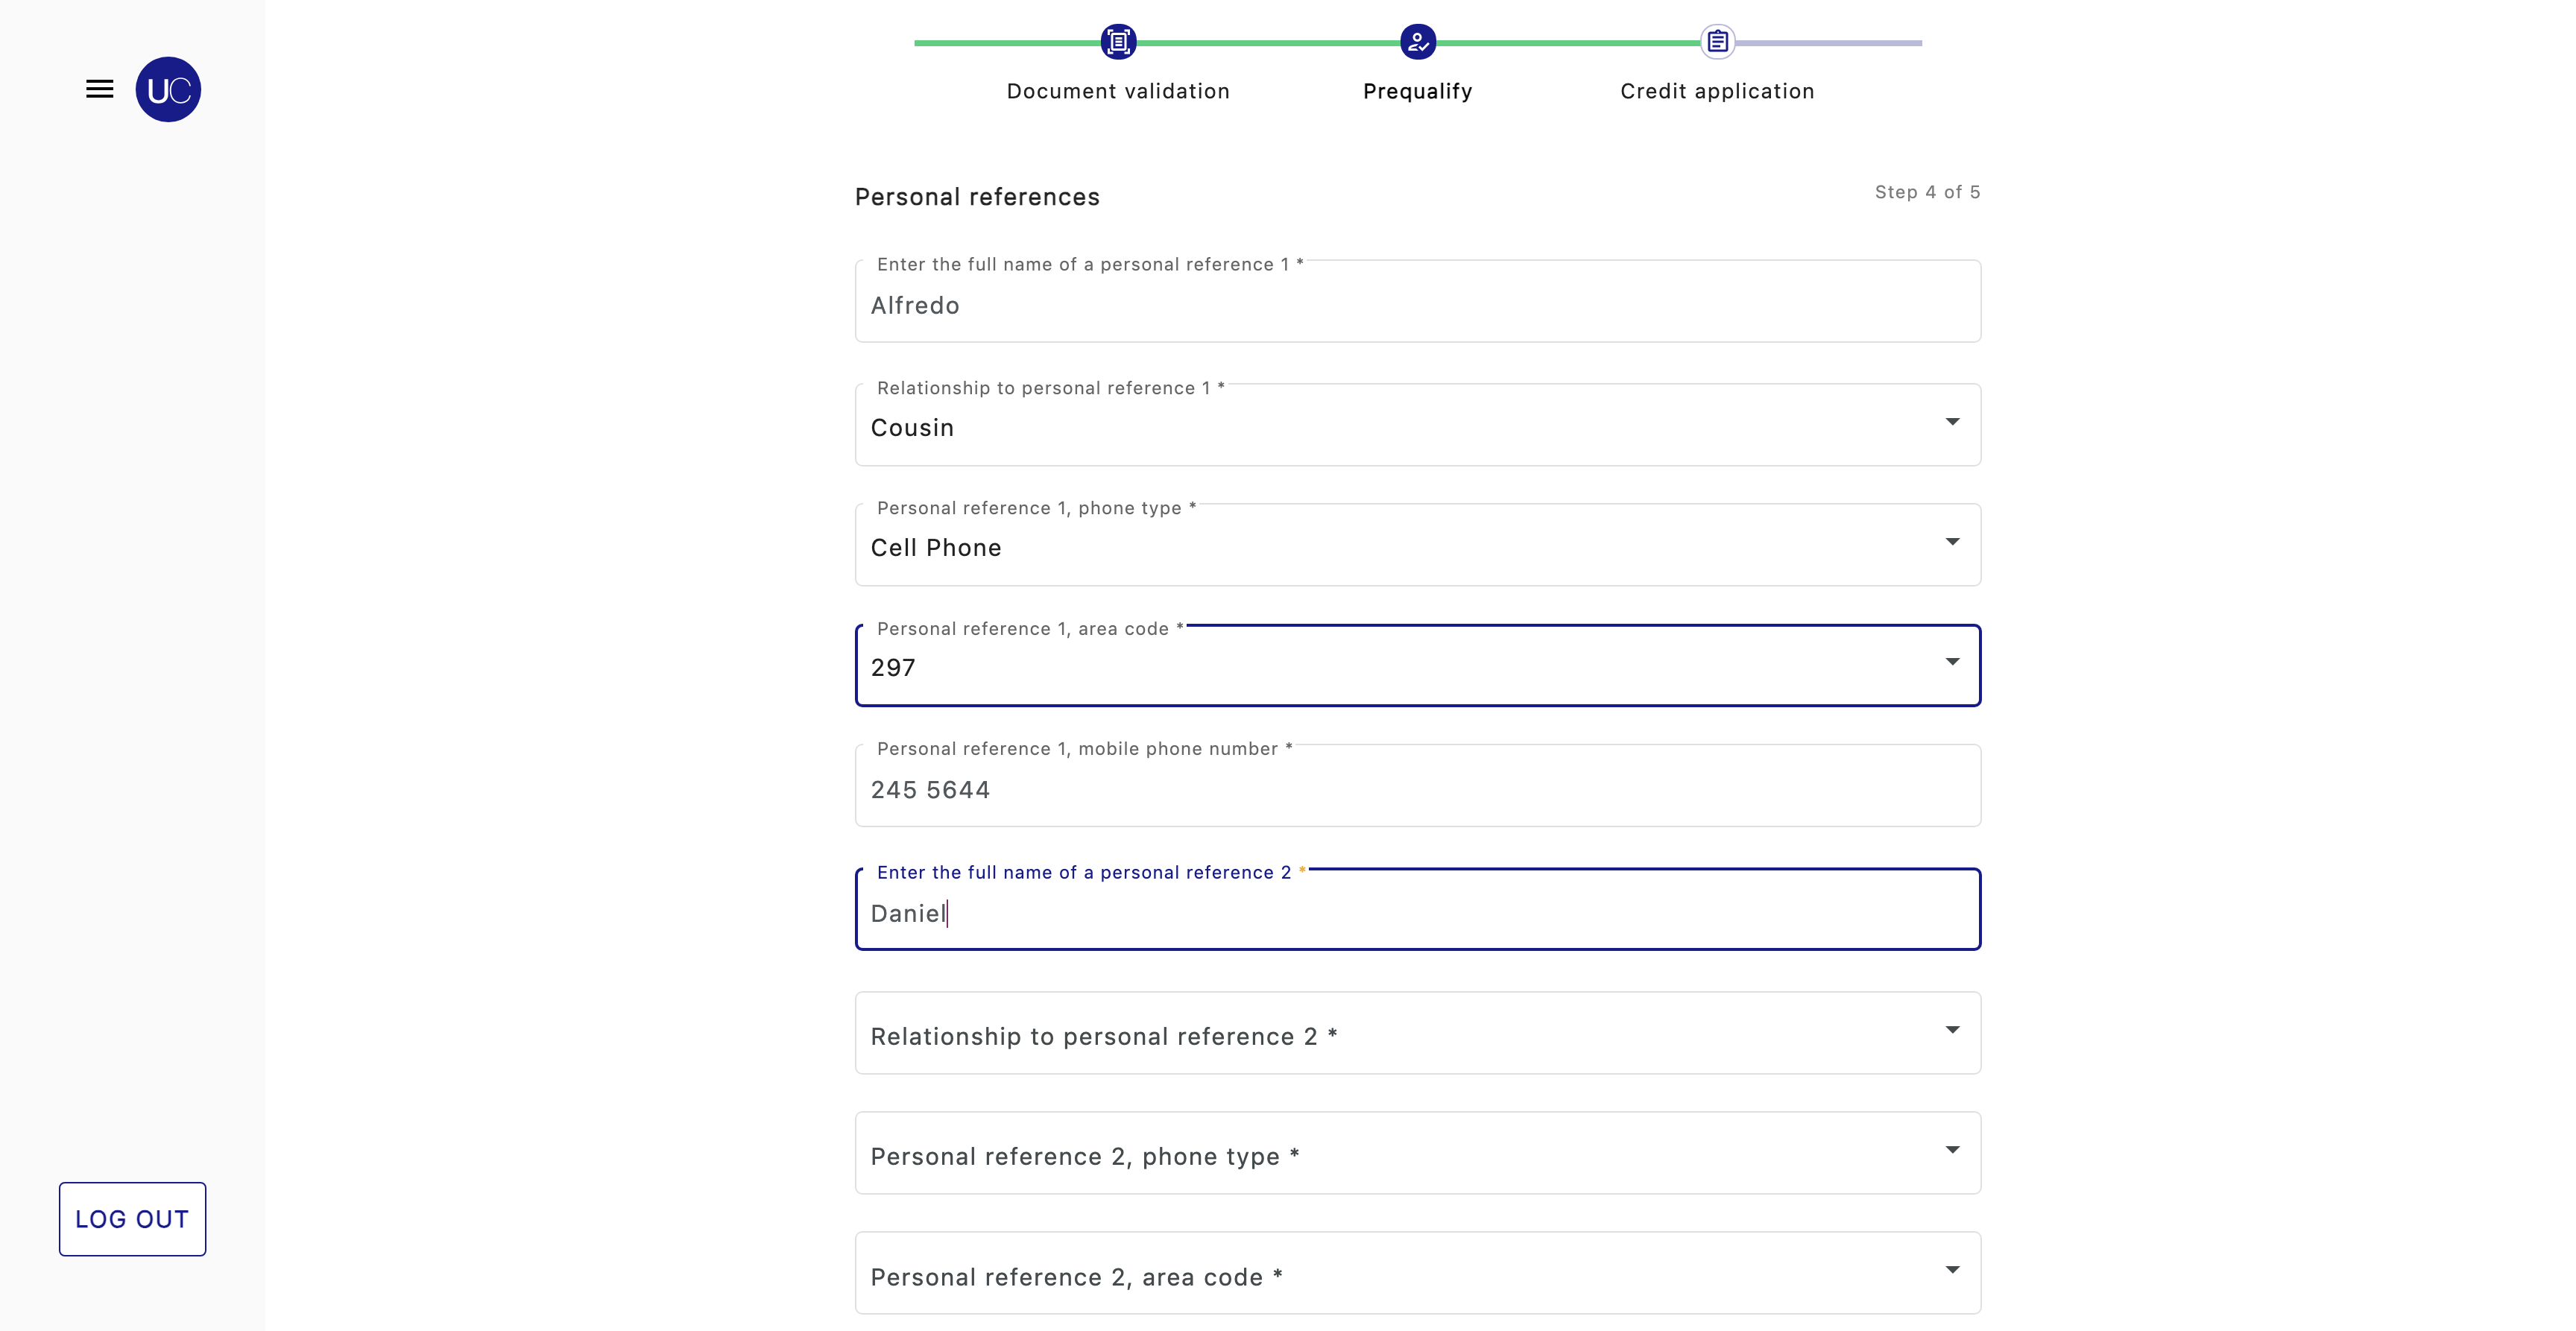 UC
Document validation
Prequalify
Credit application
Personal references
Step 4 of 5
Enter the full name of a personal reference 1 *
Alfredo
Relationship to personal reference 1 *
Cousin
Personal reference 1, phone type *
Cell Phone
Personal reference 1, area code *
297
Personal reference 1, mobile phone number *
245 5644
Enter the full name of a personal reference 2 *
Daniel
Relationship to personal reference 2 *
Personal reference 2, phone type *
Personal reference 2, area code *
LOG OUT